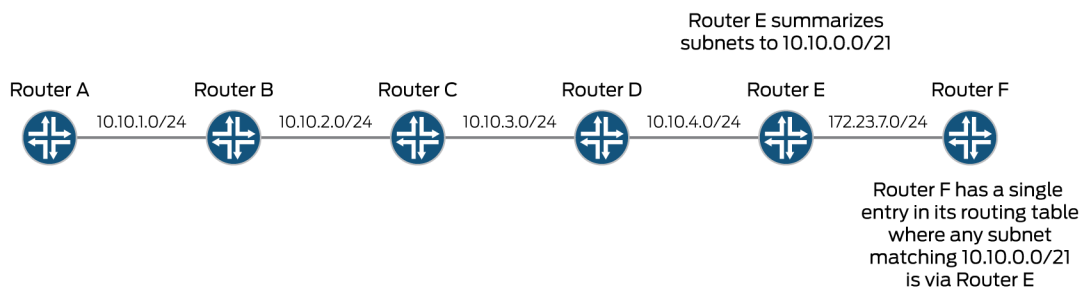 Router E summarizes
subnets to 10.10.0.0/21
Router A
Router B
Router C
Router D
Router E
Router F
10.10.1.0/24
10.10.2.0/24
10.10.3.0/24
10.10.4.0/24
172.23.7.0/24
Router F has a single
entry in its routing table
where any subnet
matching 10.10.0.0/21
is via Router E